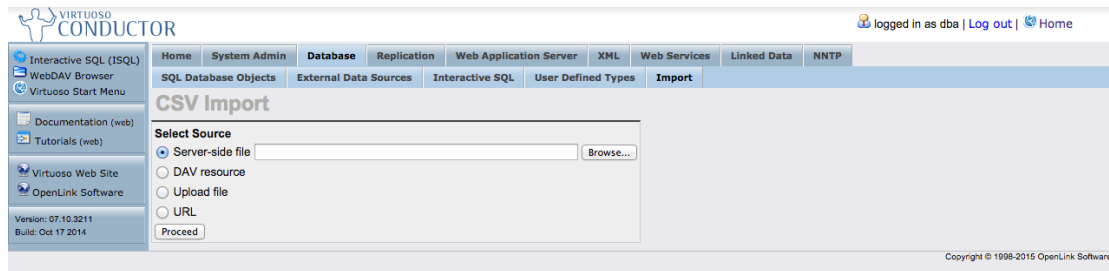 VIRTUOSO
CONDUCTOR
logged in as dba | Log out | Home
Interactive SQL (ISQL)
WebDAV Browser
Virtuoso Start Menu
Documentation (web)
Tutorials (web)
Virtuoso Web Site
OpenLink Software
Version: 07.10.3211
Build: Oct 17 2014
Home System Admin Database Replication Web Application Server XML Web Services Linked Data NNTP
SQL Database Objects External Data Sources Interactive SQL User Defined Types Import
CSV Import
Select Source
Server-side file Browse...
DAV resource
Upload file
URL
Proceed
Copyright © 1998-2015 OpenLink Software